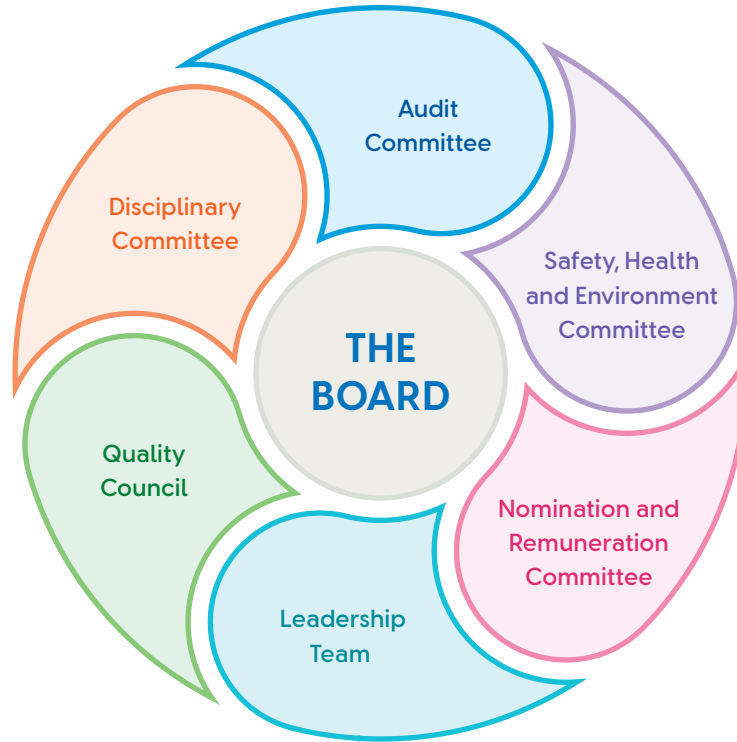 Audit
Committee
Safety, Health
and Environment
Committee
Nomination and
Remuneration
Committee
Leadership
Team
Quality
Council
Disciplinary
Committee
THE
BOARD